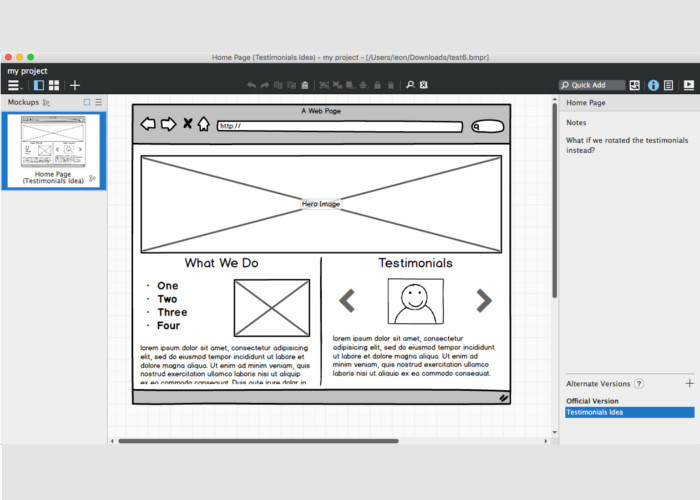 Home Page (Testimonials Idea) - my project - [/Users/leon/Downloads/test6.bmpr]
my project
Quick Add
Mockups
Home Page
(Testimonials Idea)
A Web Page
http://
Hero Image
What We Do
· One
· Two
· Three
· Four
lorem ipsum dolor sit amet, consectetur adipisicing
elit, sed do eiusmod tempor incididunt ut labore et
dolore magna aliqua. Ut enim ad minim veniam, quis
nostrud exercitation ullamco laboris nisi ut aliquip
ex ea commodo consequat. Duis aute irure dolor in
Testimonials
lorem ipsum dolor sit amet, consectetur
adipisicing elit, sed do eiusmod tempor incididunt
ut labore et dolore magna aliqua. Ut enim ad
minim veniam, quis nostrud exercitation ullamco
laboris nisi ut aliquip ex ea commodo consequat.
Home Page
Notes
What if we rotated the testimonials
instead?
Alternate Versions ?
Official Version
Testimonials Idea